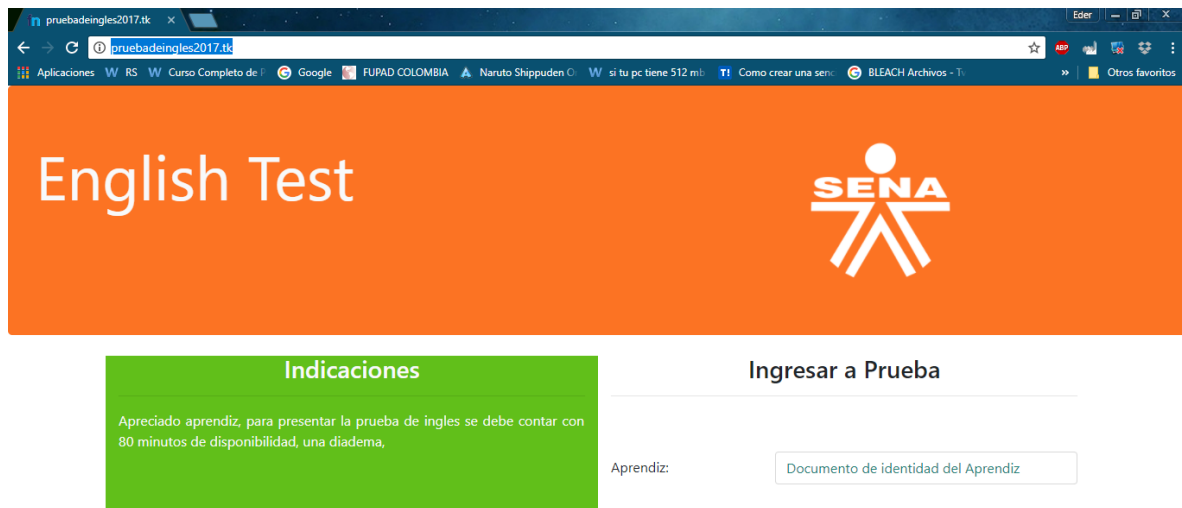 pruebadeingles2017.tk
Eder
pruebadeingles2017.tk
ABP
Aplicaciones W RS W Curso Completo de P G Google FUPAD COLOMBIA Naruto Shippuden O W si tu pc tiene 512 mb T! Como crear una senc G BLEACH Archivos - Tv » Otros favoritos
English Test
SENA
Indicaciones
Apreciado aprendiz, para presentar la prueba de ingles se debe contar con
80 minutos de disponibilidad, una diadema,
Ingresar a Prueba
Aprendiz: Documento de identidad del Aprendiz